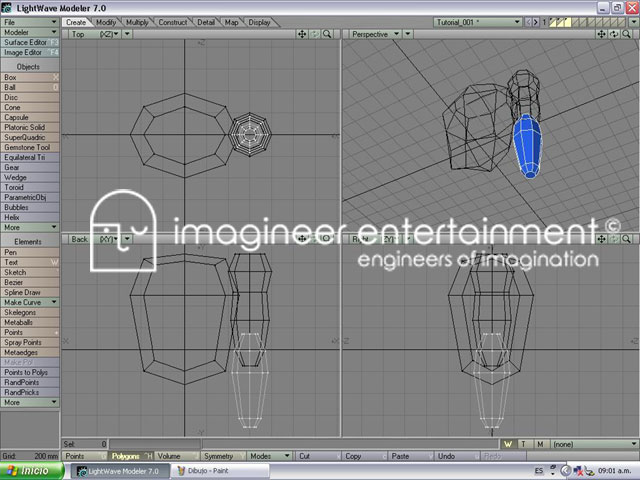 LightWave Modeler 7.0
File
Create Modify Multiply Construct Detail Map Display
Tutorial_001 *
1
Modeler
Surface Editor F5
Image Editor F4
Objects
Box X
Ball O
Disc
Cone
Capsule
Platonic Solid
SuperQuadric
Gemstone Tool
Equilateral Tri
Gear
Wedge
Toroid
ParametricObj
Bubbles
Helix
More
Elements
Pen
Text W
Sketch
Bezier
Spline Draw
Make Curve
Skelegons
Metaballs
Points +
Spray Points
Metaedges
Make Pol
Points to Polys
RandPoints
RandPricks
More
Top (XZ)
Perspective
Back (XY)
Right (ZY)
imagineer entertainment ©
engineers of imagination
Sel: 0
W T M (none)
Grid: 200 mm
Points Polygons ^H Volume Symmetry Modes Cut Copy Paste Undo Redo
Inicio
LightWave Modeler 7.0
Dibujo - Paint
ES
09:01 a.m.